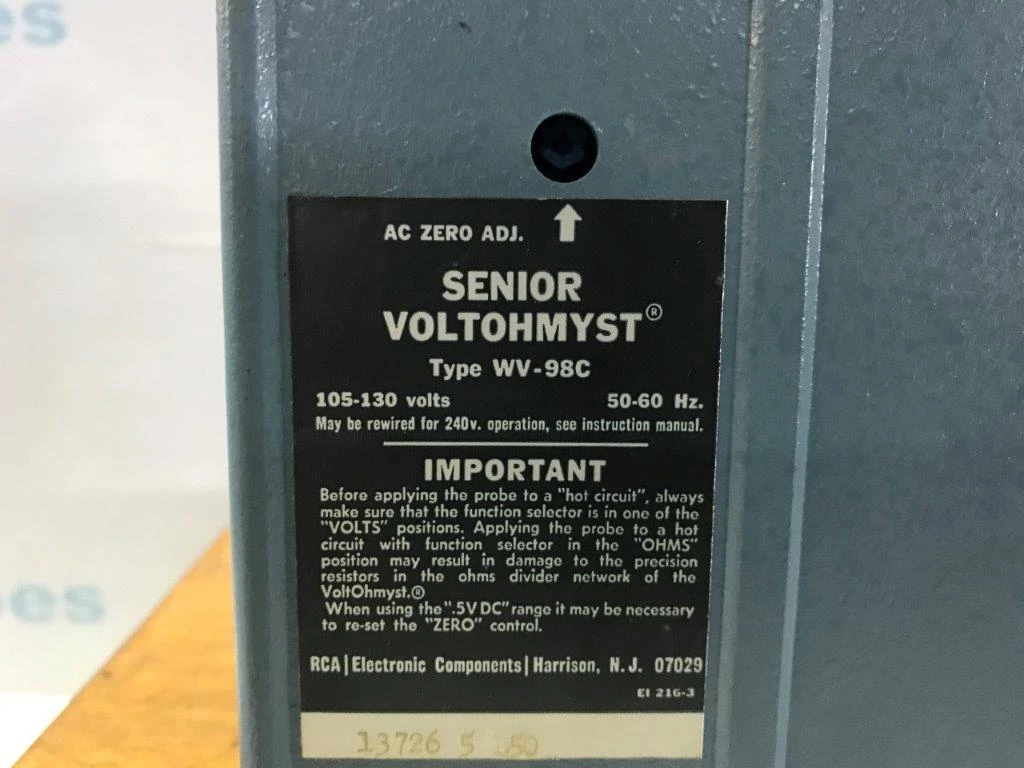 es
AC ZERO ADJ.
SENIOR
VOLTOHMYST®
Type WV-98C
105-130 volts 50-60 Hz.
May be rewired for 240v. operation, see instruction manual.
IMPORTANT
Before applying the probe to a "hot circuit", always
make sure that the function selector is in one of the
"VOLTS" positions. Applying the probe to a hot
circuit with function selector in the "OHMS"
position may result in damage to the precision
resistors in the ohms divider network of the
VoltOhmyst.®
When using the ".5V DC" range it may be necessary
to re-set the "ZERO" control.
RCA | Electronic Components | Harrison, N. J. 07029
EI 216-3
es
13726 5